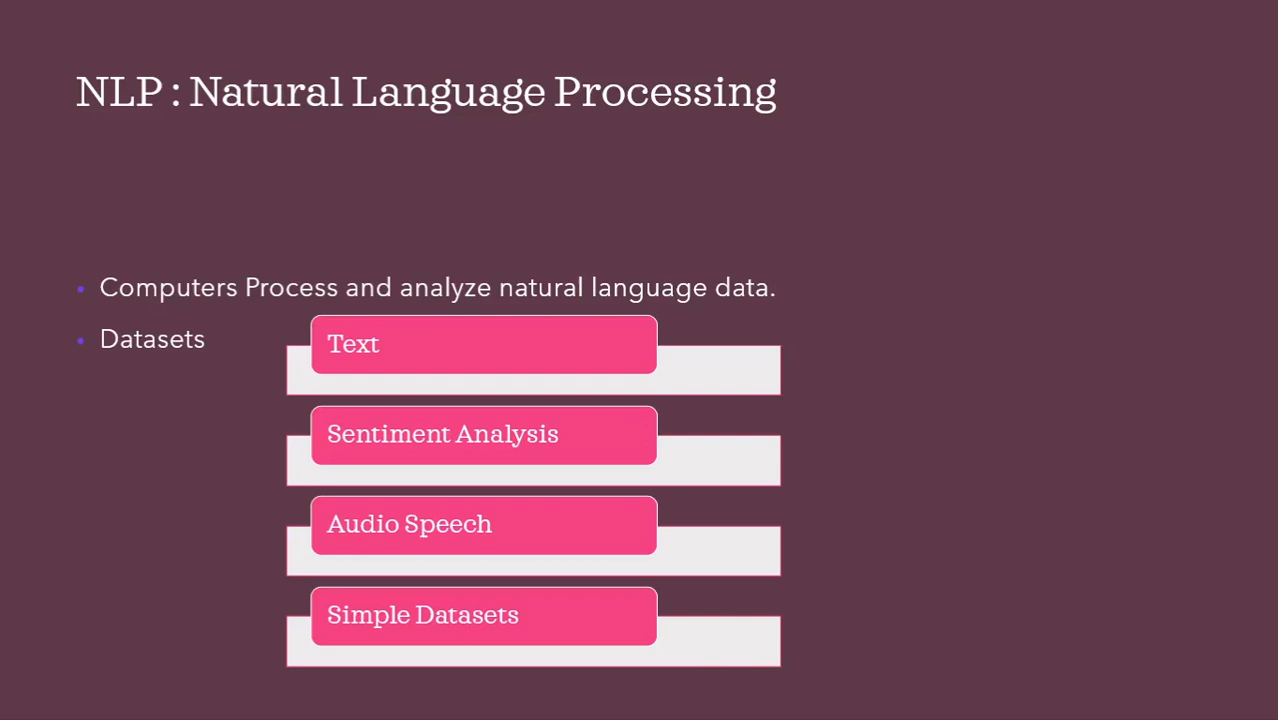 NLP : Natural Language Processing
Computers Process and analyze natural language data.
Datasets
Text
Sentiment Analysis
Audio Speech
Simple Datasets